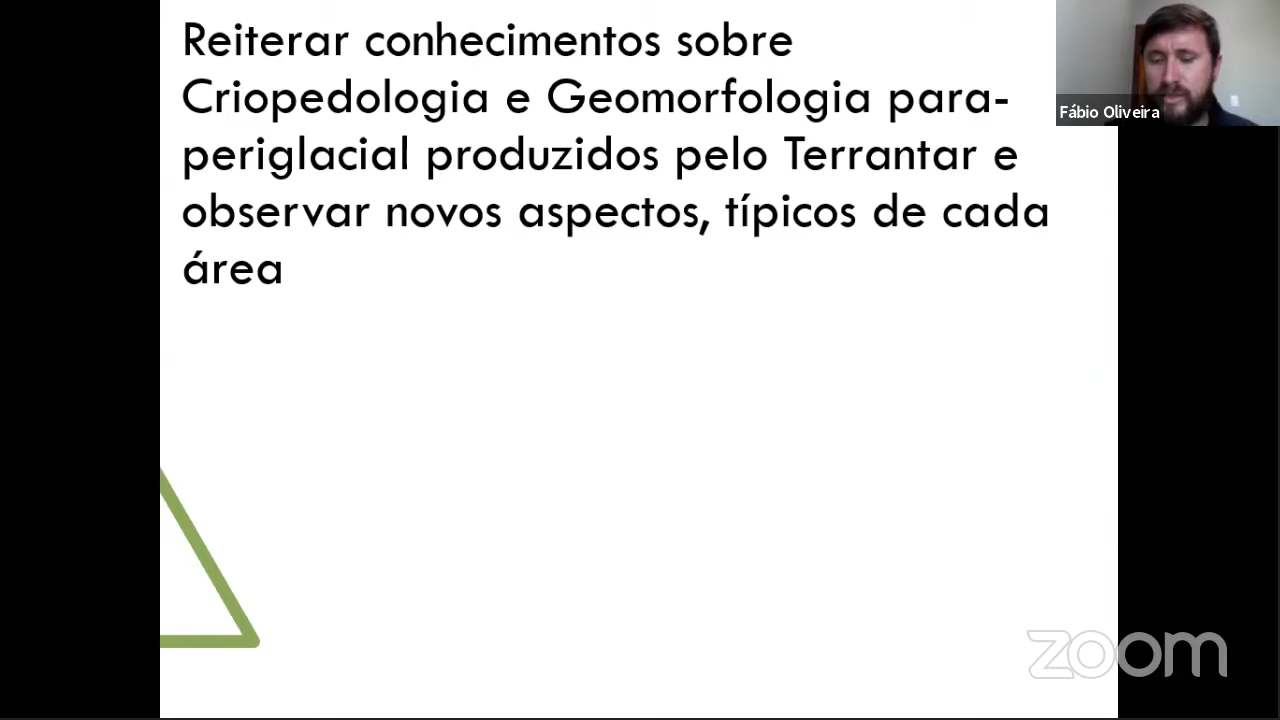 Reiterar conhecimentos sobre
Criopedologia e Geomorfologia para-
periglacial produzidos pelo Terrantar e
observar novos aspectos, típicos de cada
área
Fábio Oliveira
zoom